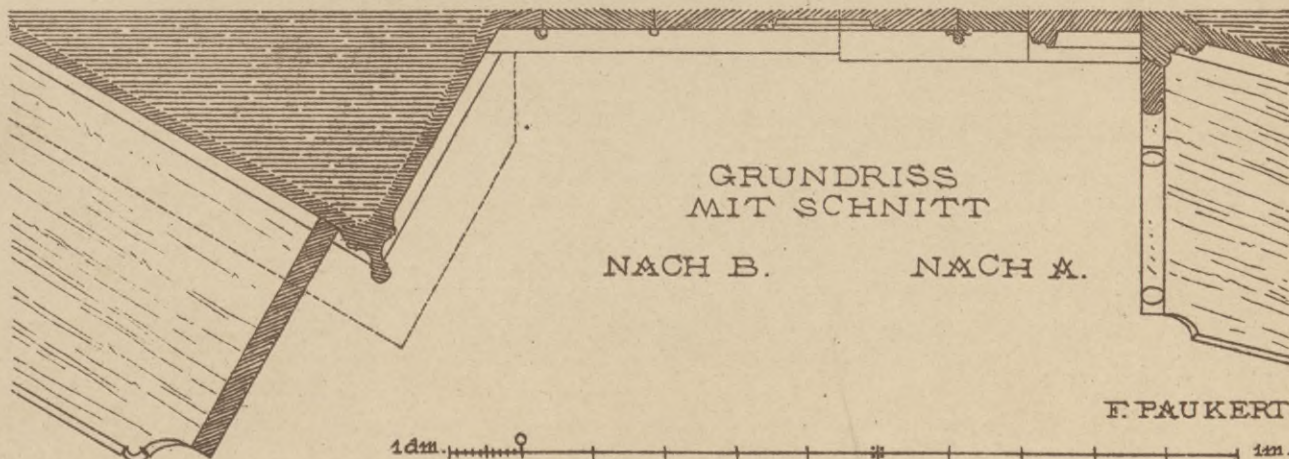 GRUNDRISS
MIT SCHNITT
NACH B. NACH A.
F. PAUKERT
1dm. 1m.